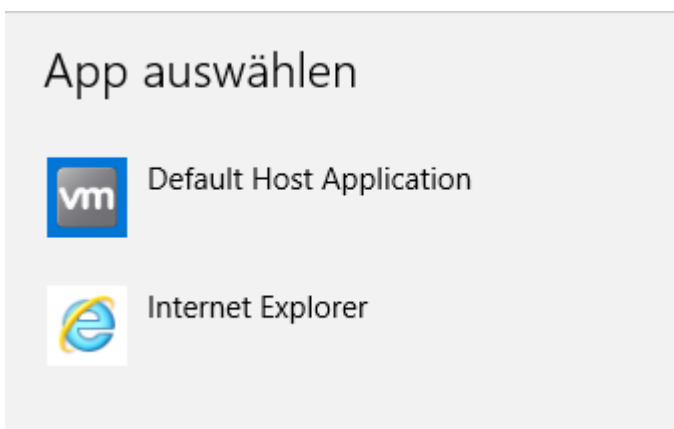 App auswählen
vm
Default Host Application
Internet Explorer